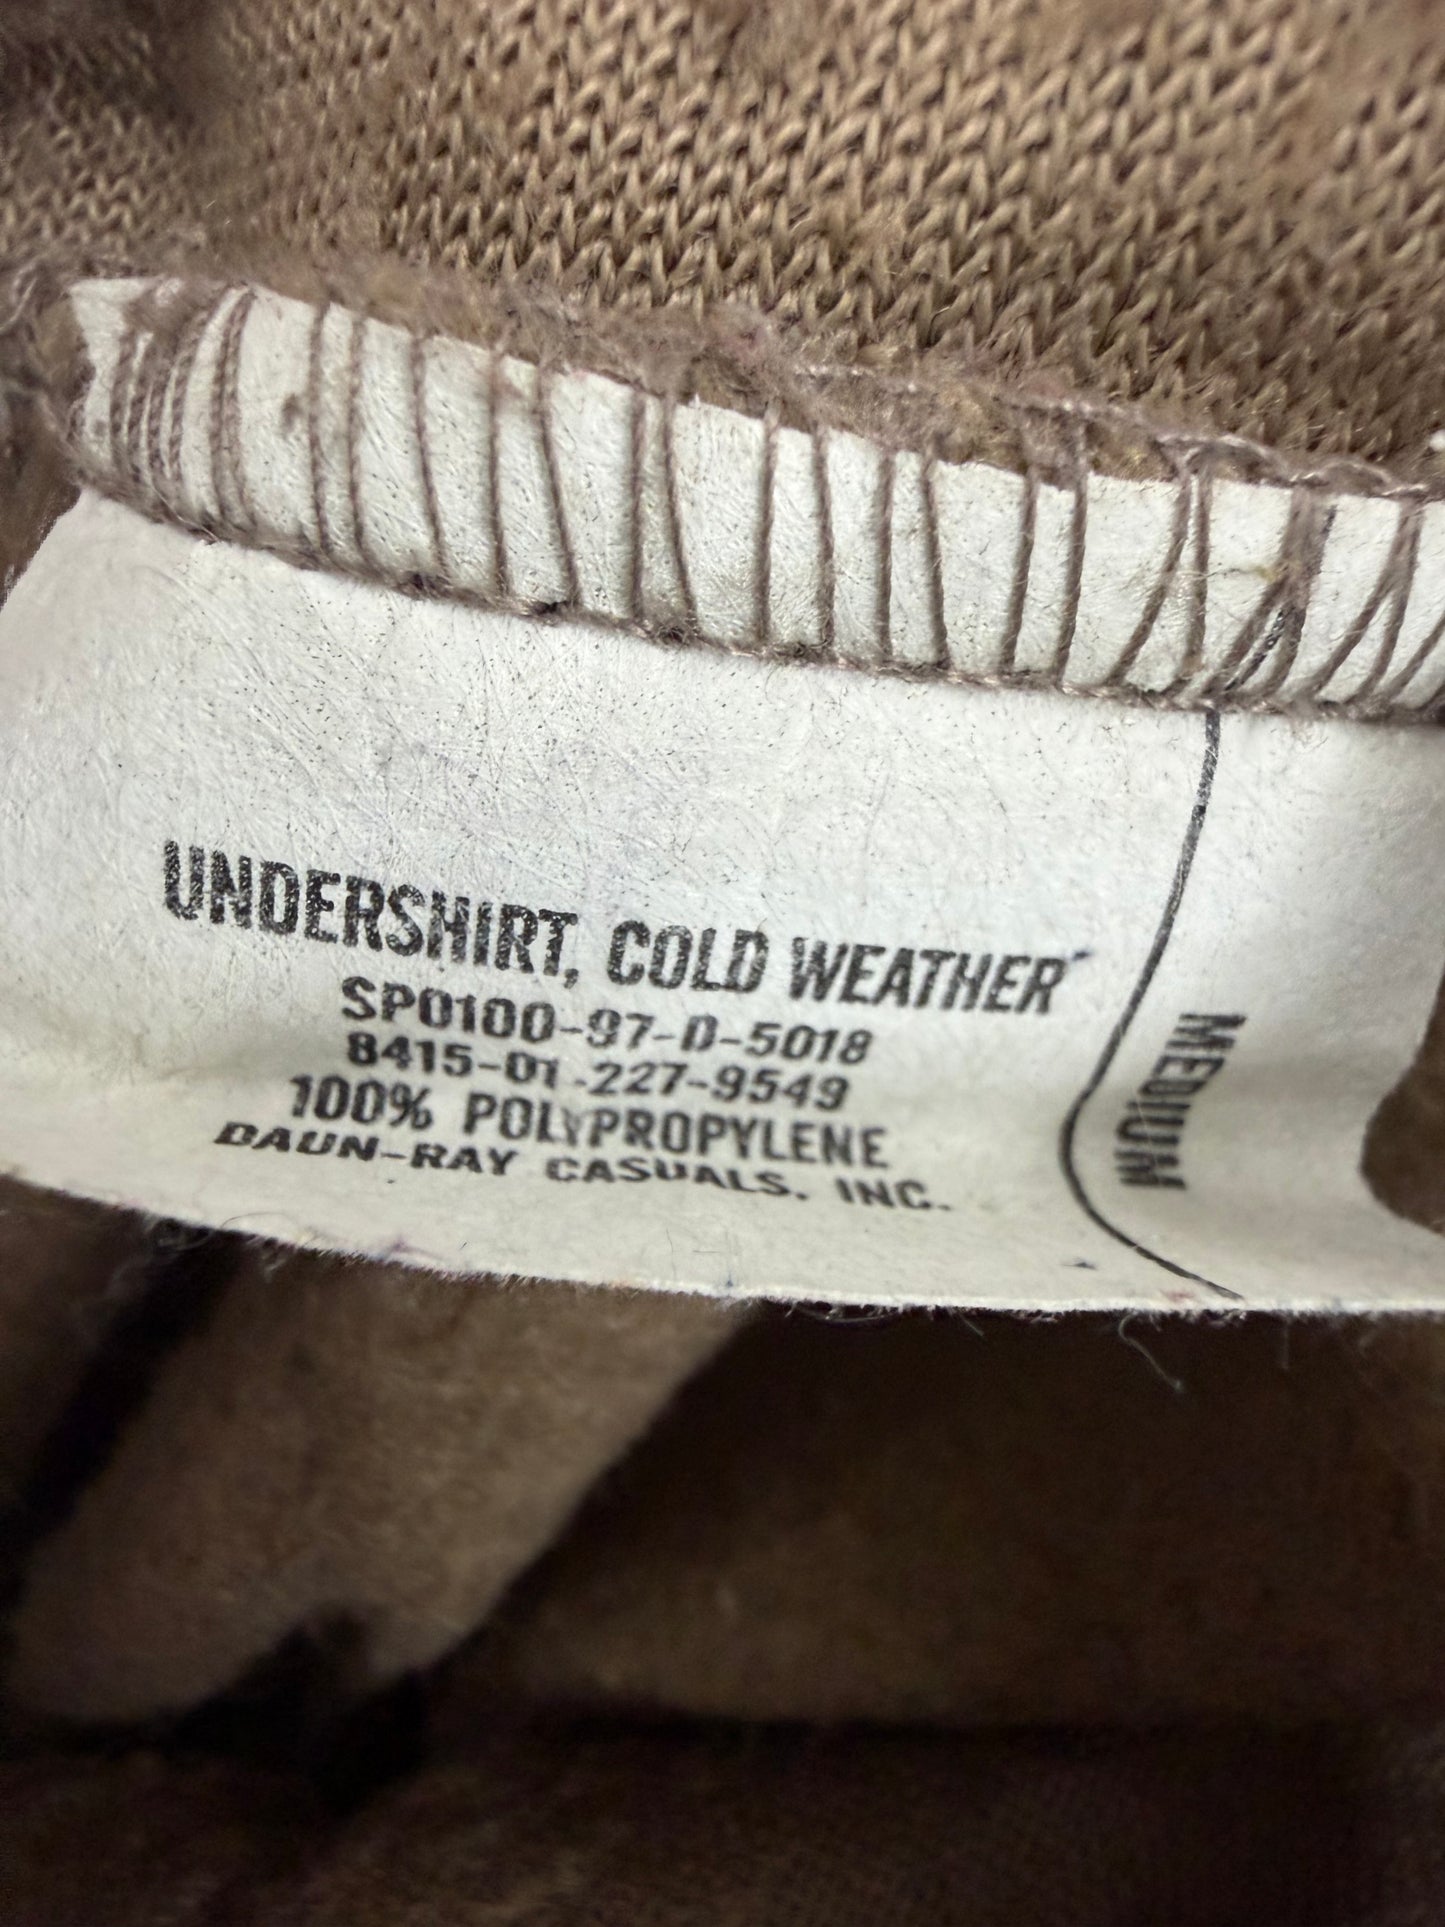 UNDERSHIRT, COLD WEATHER
SP0100-97-D-5018
8415-01-227-9549
100% POLYPROPYLENE
DAUN-RAY CASUALS, INC.
MEDIUM